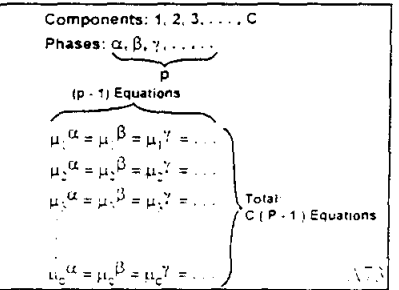 Components: 1, 2, 3, . . . , C
Phases: α, β, γ, . . . . . .
p
(p - 1) Equations
μ₁α = μ₁β = μ₁γ = . . .
μ₂α = μ₂β = μ₂γ = . . .
μ₃α = μ₃β = μ₃γ = . . .
Total:
C ( P - 1 ) Equations
μcα = μcβ = μcγ = . . .